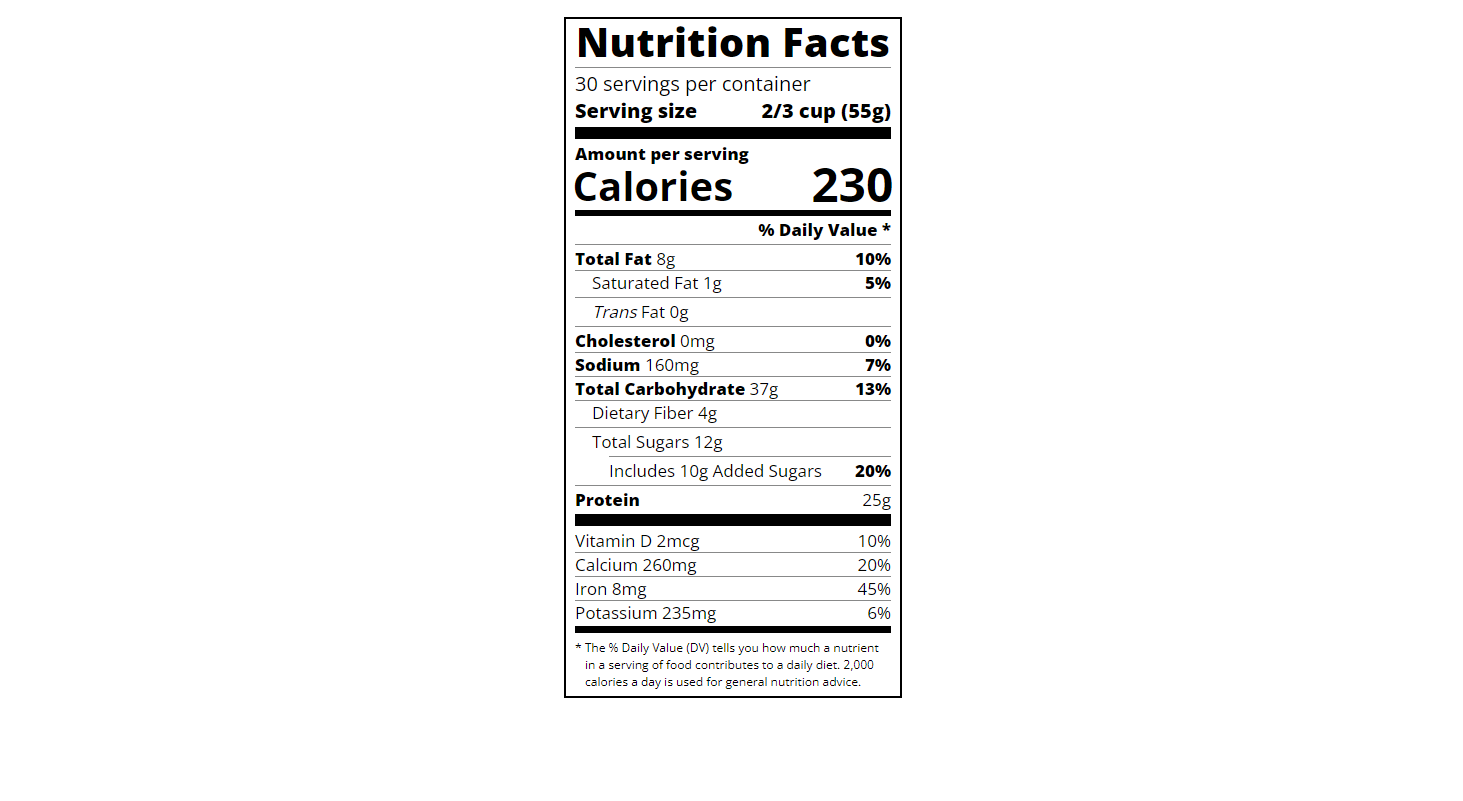 Nutrition Facts
30 servings per container
Serving size 2/3 cup (55g)
Amount per serving
Calories 230
% Daily Value *
Total Fat 8g 10%
Saturated Fat 1g 5%
Trans Fat 0g
Cholesterol 0mg 0%
Sodium 160mg 7%
Total Carbohydrate 37g 13%
Dietary Fiber 4g
Total Sugars 12g
Includes 10g Added Sugars 20%
Protein 25g
Vitamin D 2mcg 10%
Calcium 260mg 20%
Iron 8mg 45%
Potassium 235mg 6%
* The % Daily Value (DV) tells you how much a nutrient
in a serving of food contributes to a daily diet. 2,000
calories a day is used for general nutrition advice.